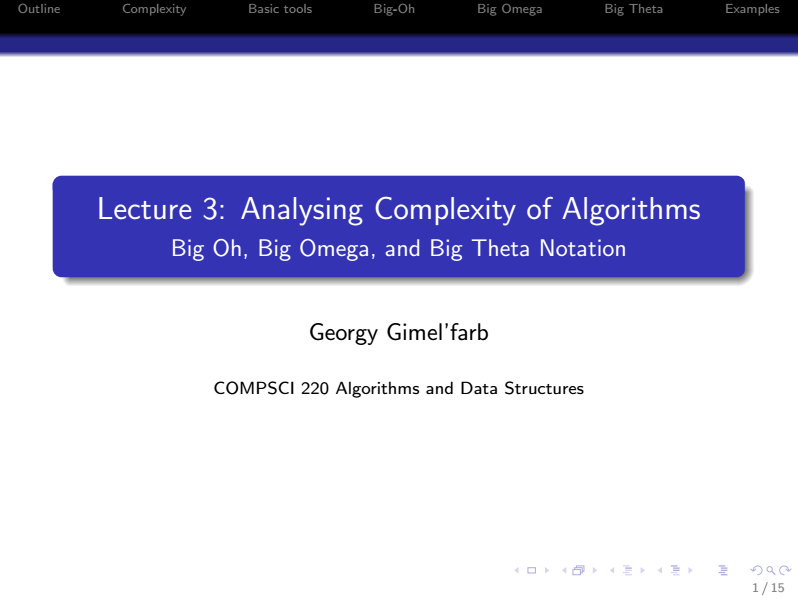 Outline Complexity Basic tools Big-Oh Big Omega Big Theta Examples
Lecture 3: Analysing Complexity of Algorithms
Big Oh, Big Omega, and Big Theta Notation
Georgy Gimel'farb
COMPSCI 220 Algorithms and Data Structures
1 / 15